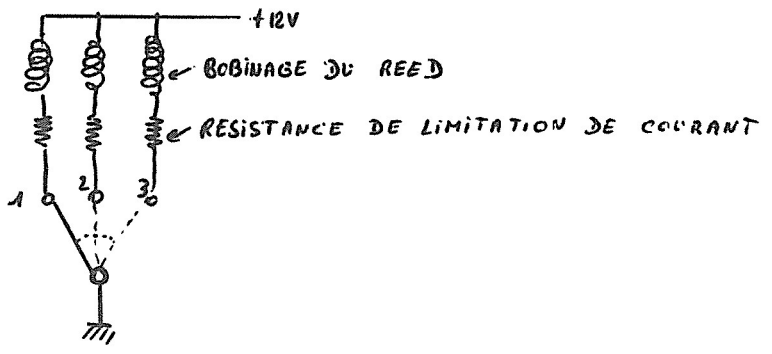 +12V
BOBINAGE DU REED
RESISTANCE DE LIMITATION DE COURANT
1 2 3